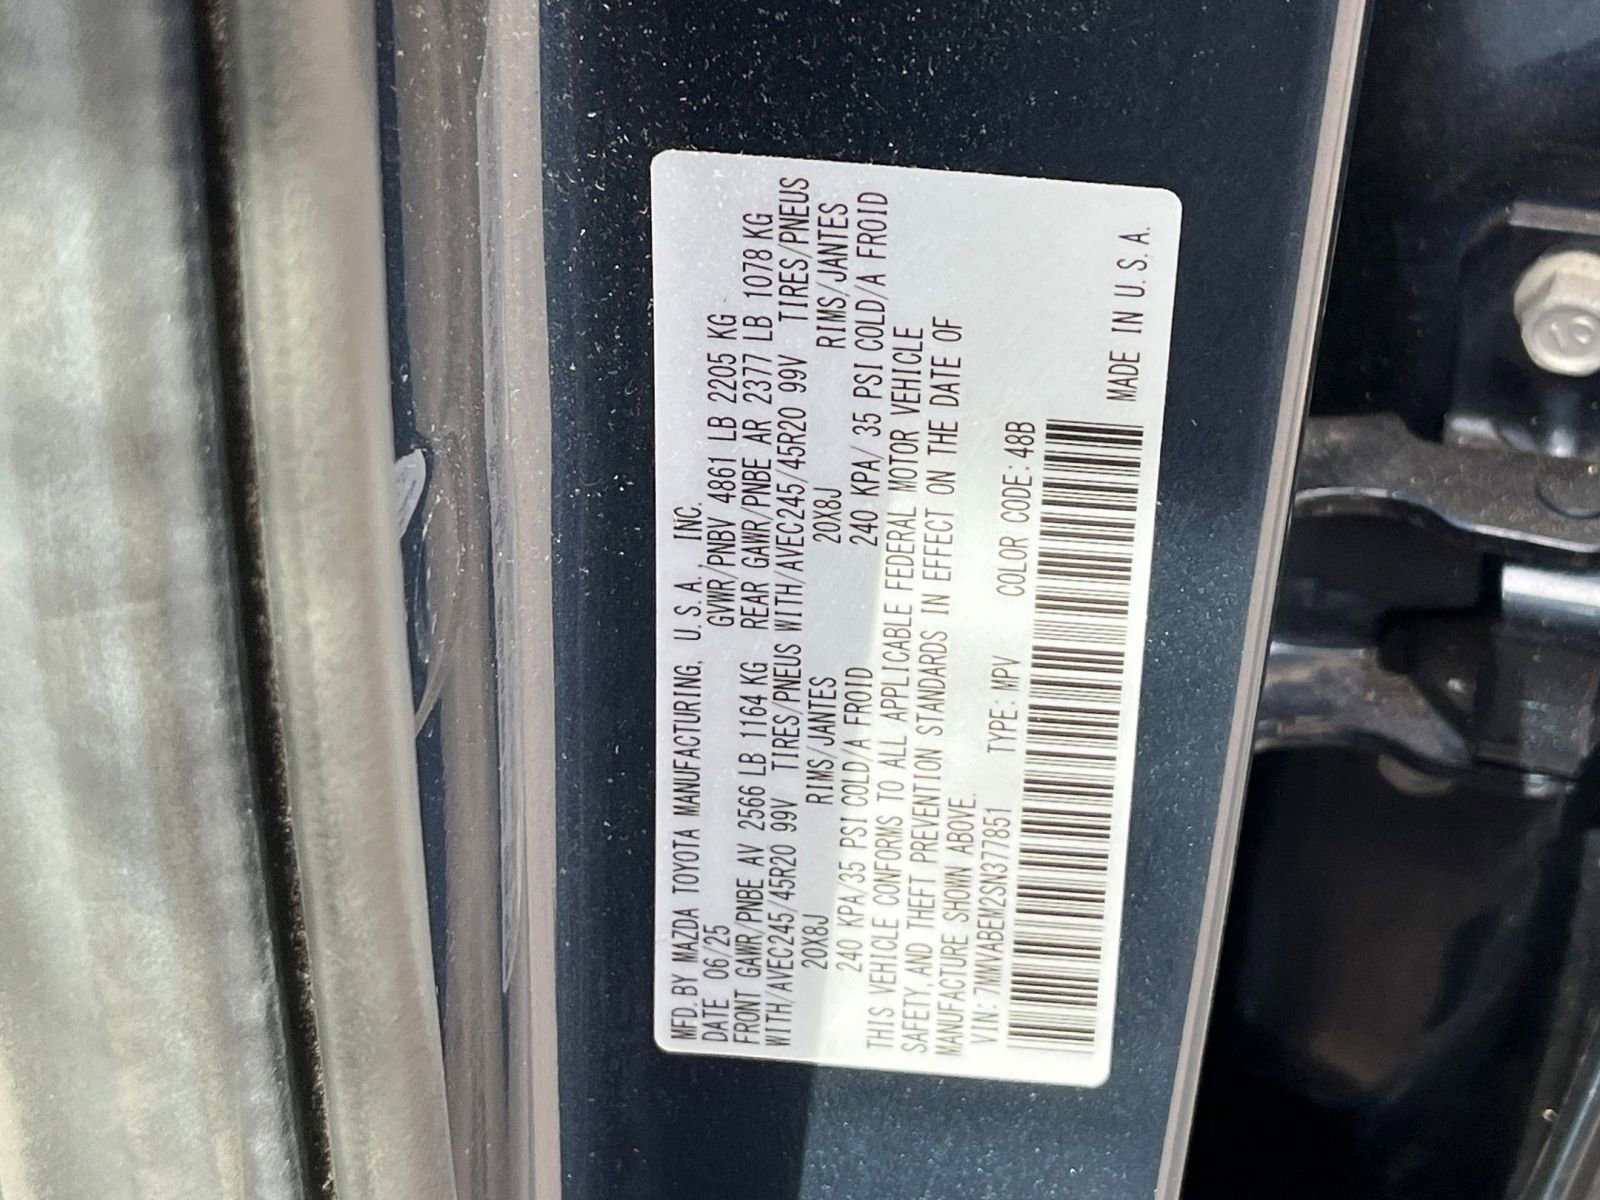 MFD. BY MAZDA TOYOTA MANUFACTURING, U.S.A., INC.
DATE 06/25 GVWR/PNBV 4861 LB 2205 KG
FRONT GAWR/PNBE AV 2566 LB 1164 KG REAR GAWR/PNBE AR 2377 LB 1078 KG
WITH/AVEC245/45R20 99V TIRES/PNEUS WITH/AVEC245/45R20 99V TIRES/PNEUS
20X8J RIMS/JANTES 20X8J RIMS/JANTES
240 KPA/35 PSI COLD/A FROID 240 KPA/ 35 PSI COLD/A FROID
THIS VEHICLE CONFORMS TO ALL APPLICABLE FEDERAL MOTOR VEHICLE
SAFETY, AND THEFT PREVENTION STANDARDS IN EFFECT ON THE DATE OF
MANUFACTURE SHOWN ABOVE.
VIN: 7MMVABEM2SN377851 TYPE: MPV COLOR CODE: 48B
MADE IN U.S.A.